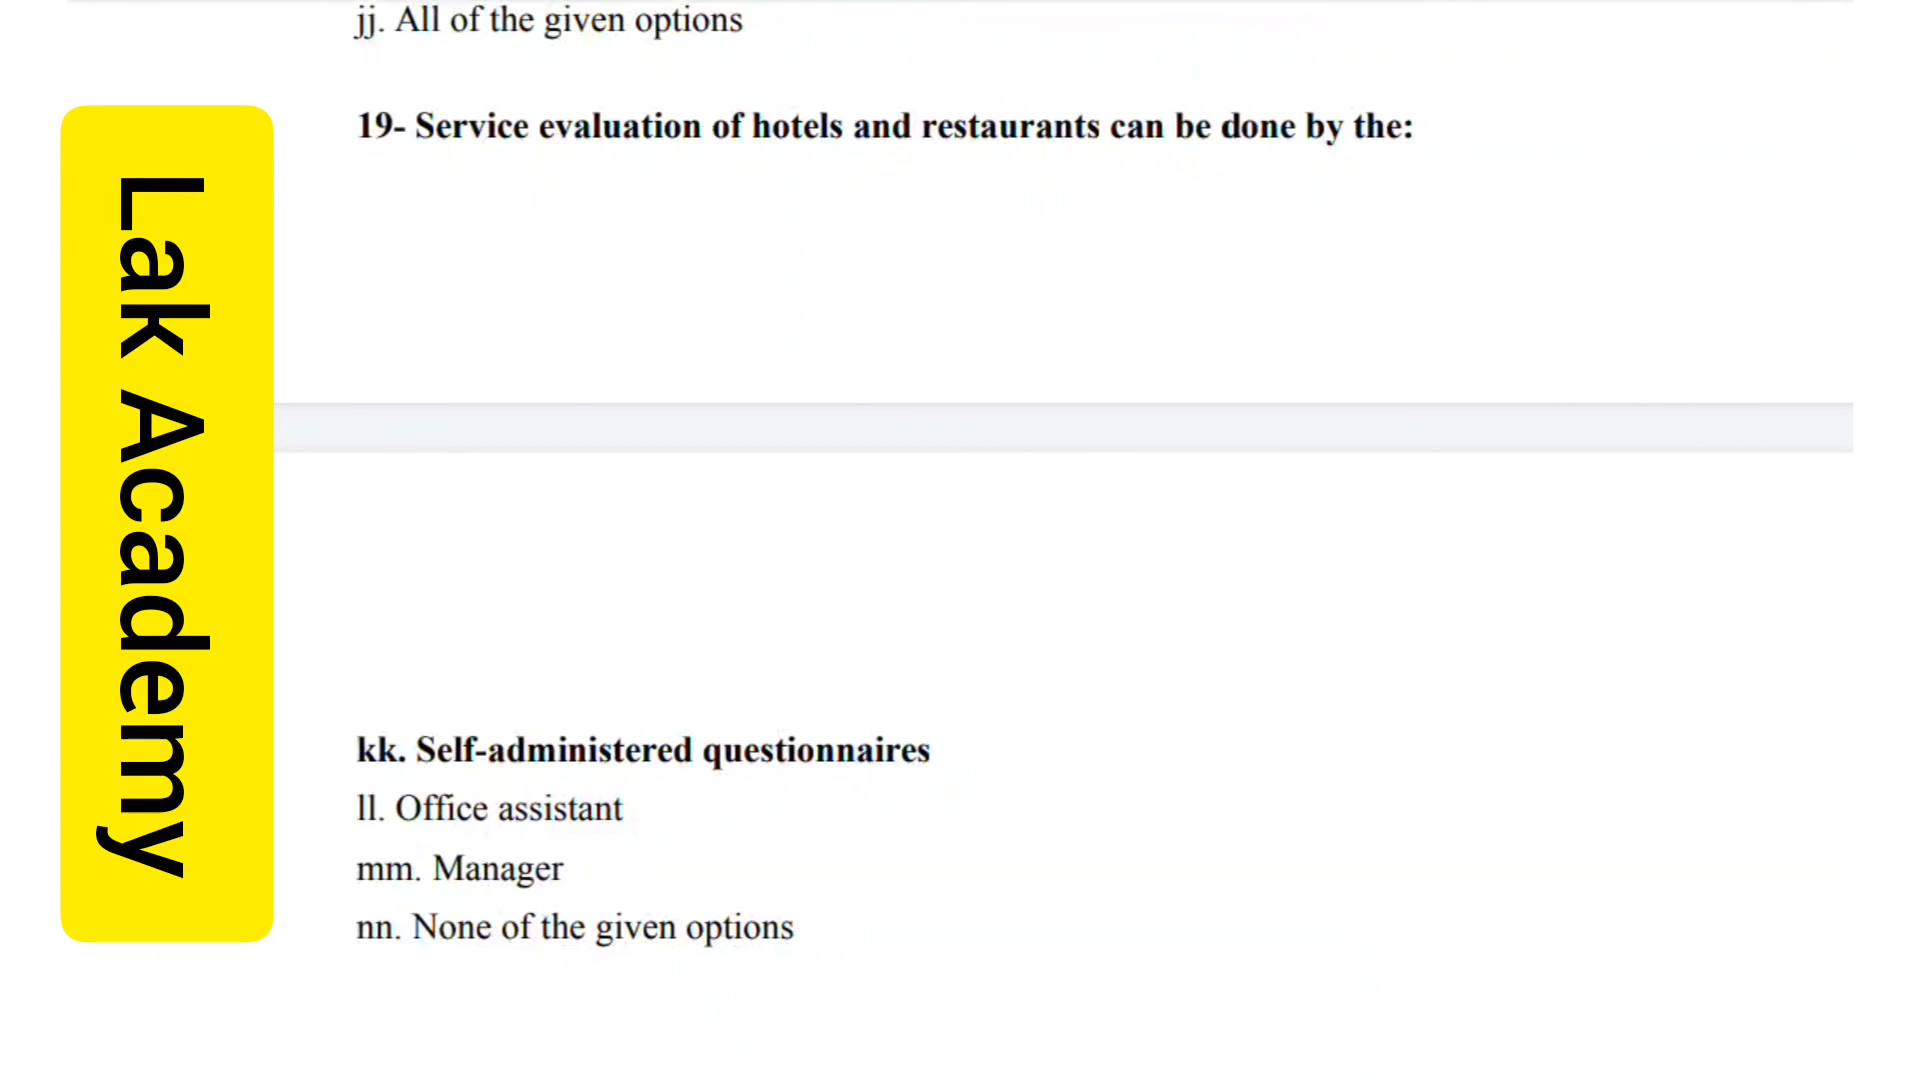 jj. All of the given options
19- Service evaluation of hotels and restaurants can be done by the:
Lak Academy
kk. Self-administered questionnaires
ll. Office assistant
mm. Manager
nn. None of the given options